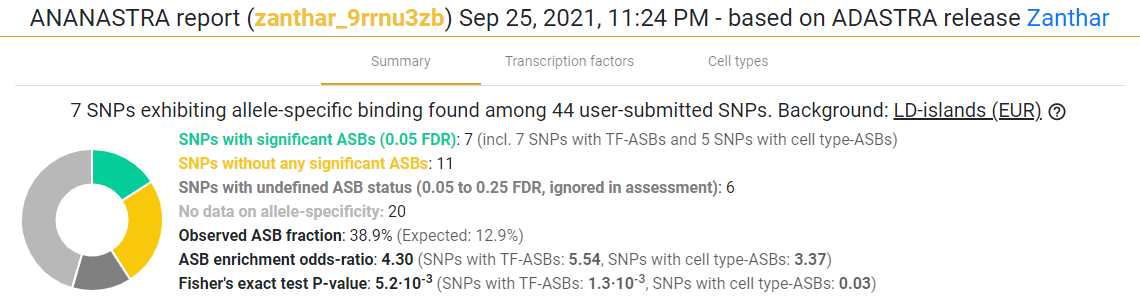 ANANASTRA report (zanthar_9rrnu3zb) Sep 25, 2021, 11:24 PM - based on ADASTRA release Zanthar
Summary Transcription factors Cell types
7 SNPs exhibiting allele-specific binding found among 44 user-submitted SNPs. Background: LD-islands (EUR) ?
SNPs with significant ASBs (0.05 FDR): 7 (incl. 7 SNPs with TF-ASBs and 5 SNPs with cell type-ASBs)
SNPs without any significant ASBs: 11
SNPs with undefined ASB status (0.05 to 0.25 FDR, ignored in assessment): 6
No data on allele-specificity: 20
Observed ASB fraction: 38.9% (Expected: 12.9%)
ASB enrichment odds-ratio: 4.30 (SNPs with TF-ASBs: 5.54, SNPs with cell type-ASBs: 3.37)
Fisher's exact test P-value: 5.2·10⁻³ (SNPs with TF-ASBs: 1.3·10⁻³, SNPs with cell type-ASBs: 0.03)